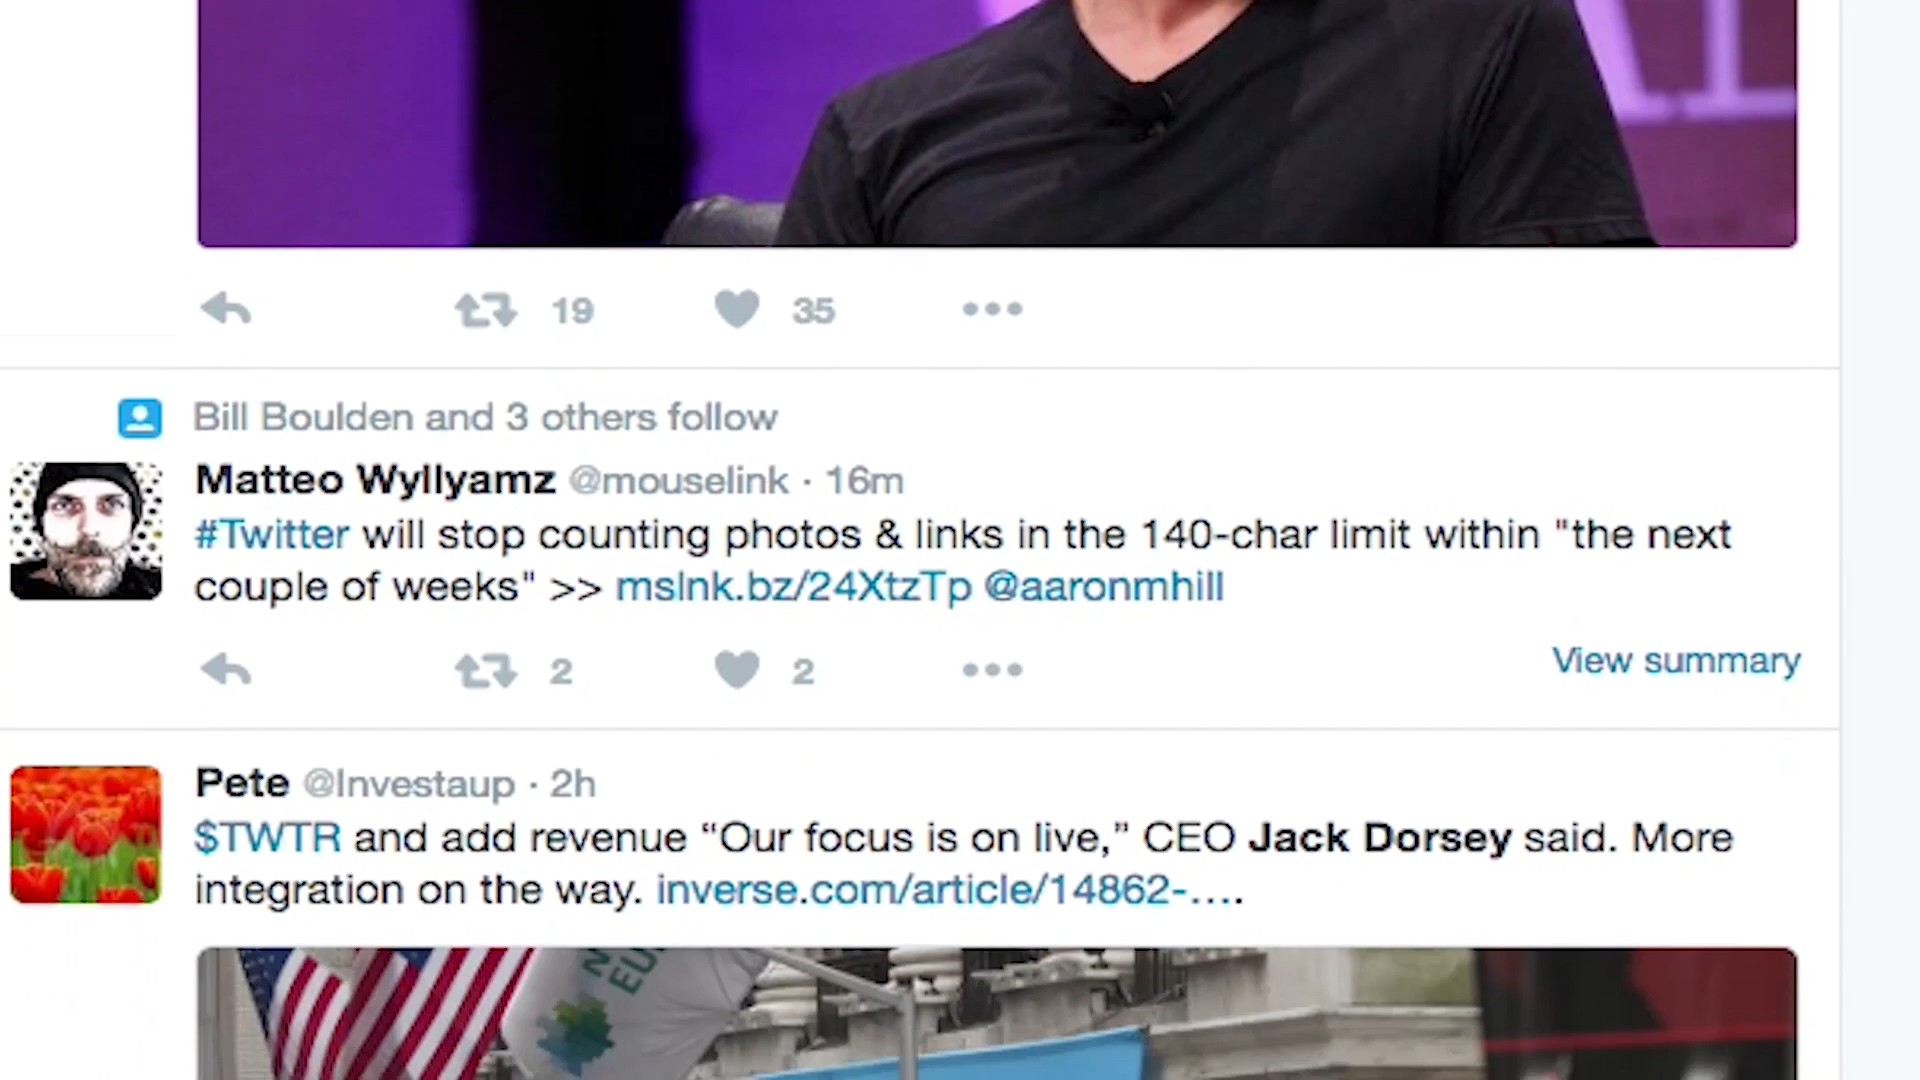 19 35
Bill Boulden and 3 others follow
Matteo Wyllyamz @mouselink · 16m
#Twitter will stop counting photos & links in the 140-char limit within "the next
couple of weeks" >> mslnk.bz/24XtzTp @aaronmhill
2 2
View summary
Pete @Investaup · 2h
$TWTR and add revenue “Our focus is on live,” CEO Jack Dorsey said. More
integration on the way. inverse.com/article/14862-….